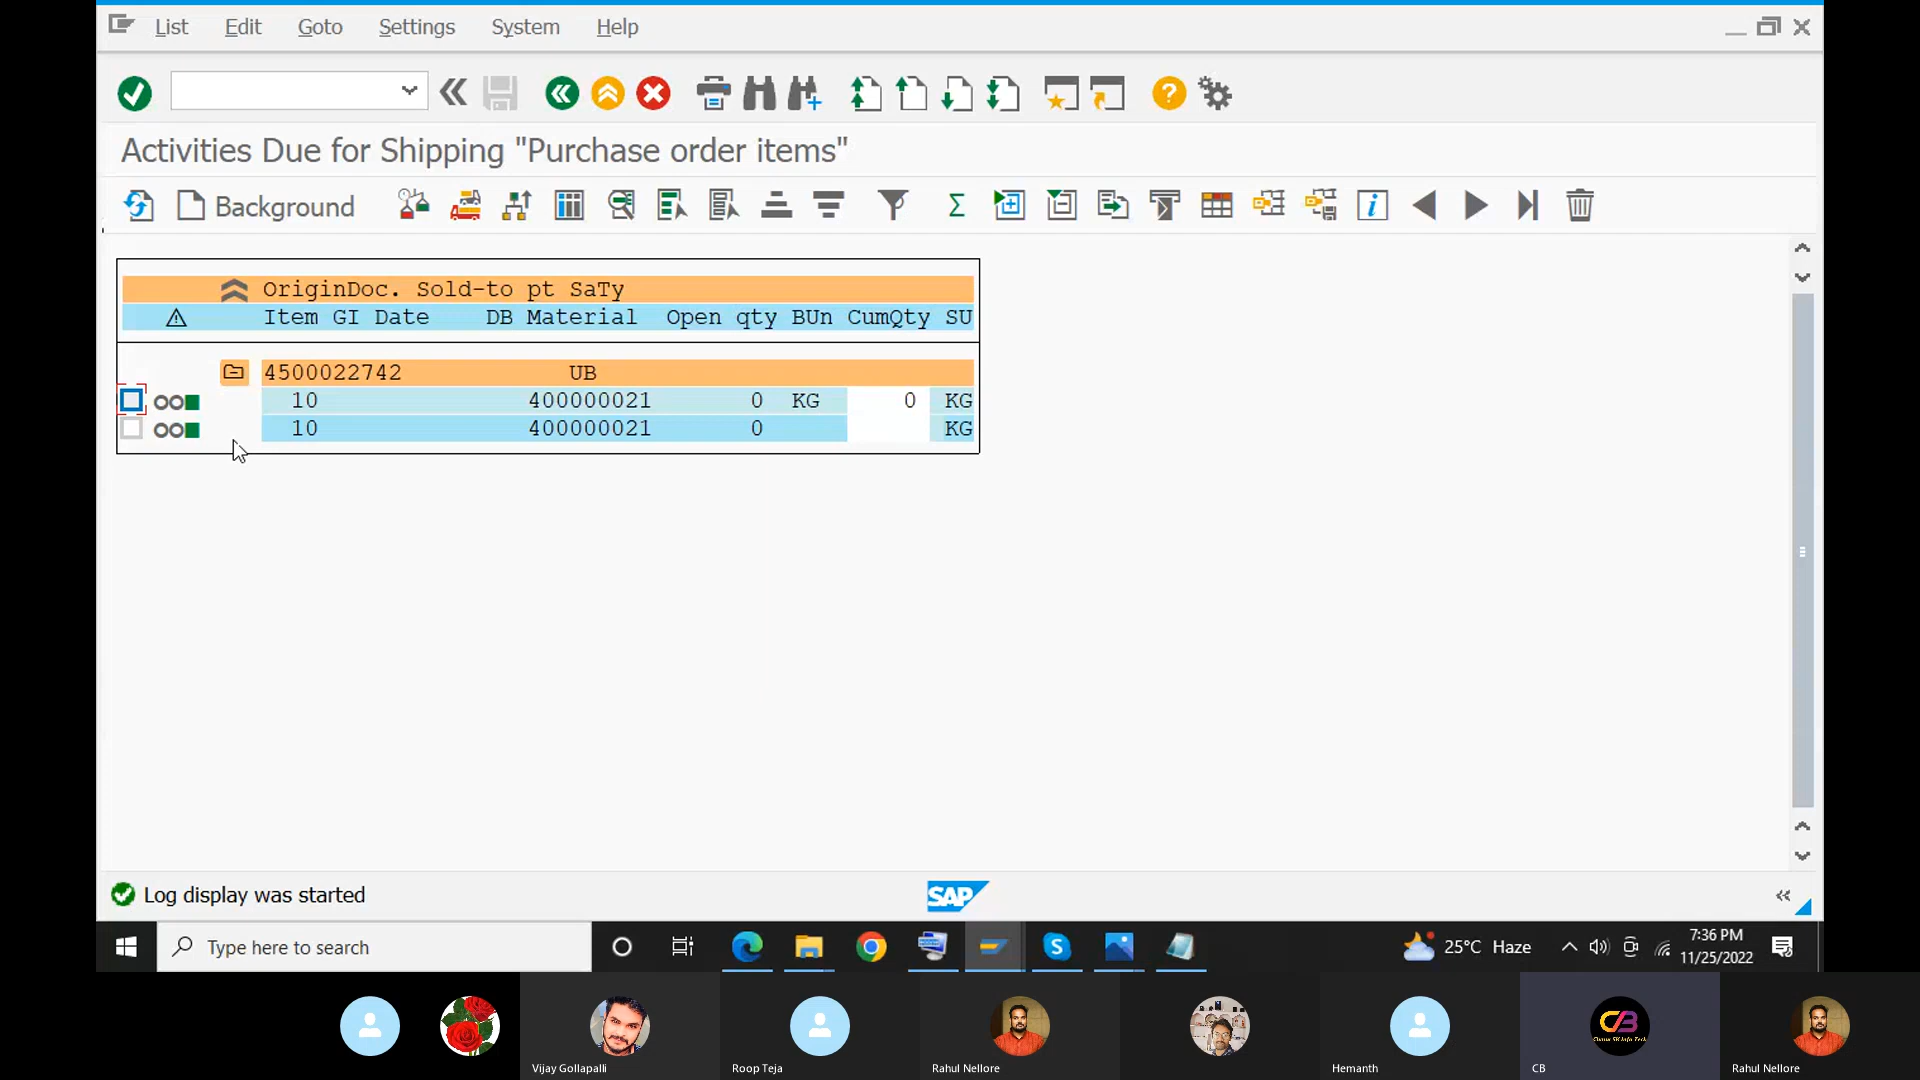 List Edit Goto Settings System Help
Activities Due for Shipping "Purchase order items"
Background
OriginDoc. Sold-to pt SaTy
Item GI Date DB Material Open qty BUn CumQty SU
4500022742 UB
10 400000021 0 KG 0 KG
10 400000021 0 KG
Log display was started
SAP
Type here to search
25°C Haze
7:36 PM
11/25/2022
Vijay Gollapalli
Roop Teja
Rahul Nellore
Hemanth
CB
CB
Rahul Nellore